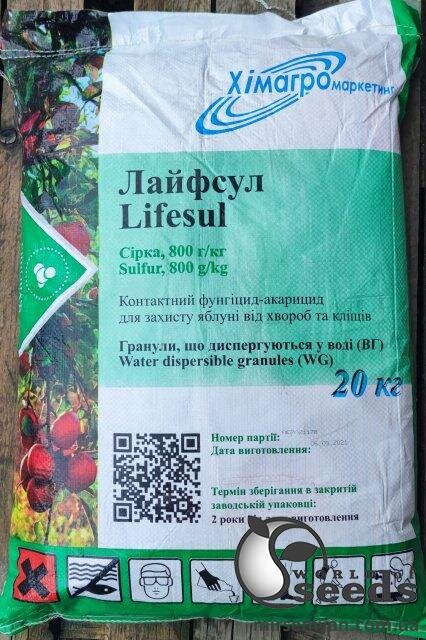 Хімагро
маркетинг
Лайфсул
Lifesul
Сірка, 800 г/кг
Sulfur, 800 g/kg
Контактний фунгіцид-акарицид
для захисту яблуні від хвороб та кліщів
Гранули, що диспергуються у воді (ВГ)
Water dispersible granules (WG)
20 кг
Номер партії:
Дата виготовлення:
Термін зберігання в закритій
заводській упаковці:
2 роки виготовлення
WORLD
seeds